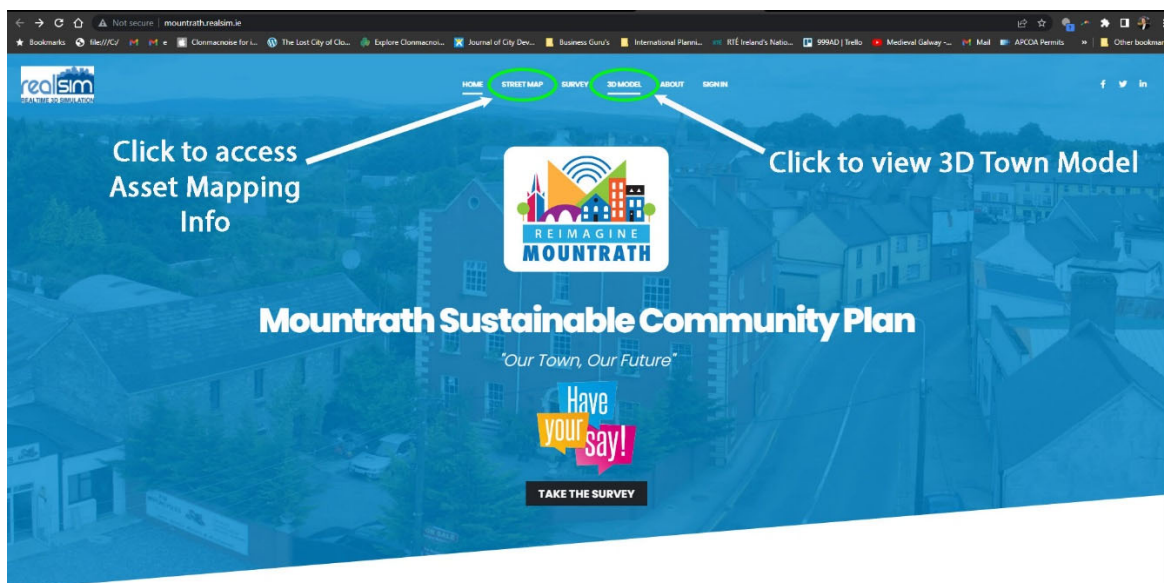 Not secure | mountrath.realsim.ie
Bookmarks file:///C:/ e Clonmacnoise for i... The Lost City of Clo... Explore Clonmacnoi... Journal of City Dev... Business Guru's International Planni... RTÉ Ireland's Natio... 999AD | Trello Medieval Galway -... Mail APCOA Permits » Other bookmar
realsim
REALTIME 3D SIMULATION
HOME STREET MAP SURVEY 3D MODEL ABOUT SIGN IN
Click to access
Asset Mapping
Info
Click to view 3D Town Model
REIMAGINE
MOUNTRATH
Mountrath Sustainable Community Plan
"Our Town, Our Future"
Have
your
say!
TAKE THE SURVEY